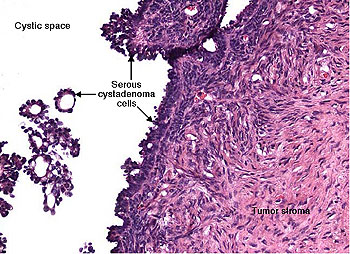 Cystic space
Serous
cystadenoma
cells
Tumor stroma